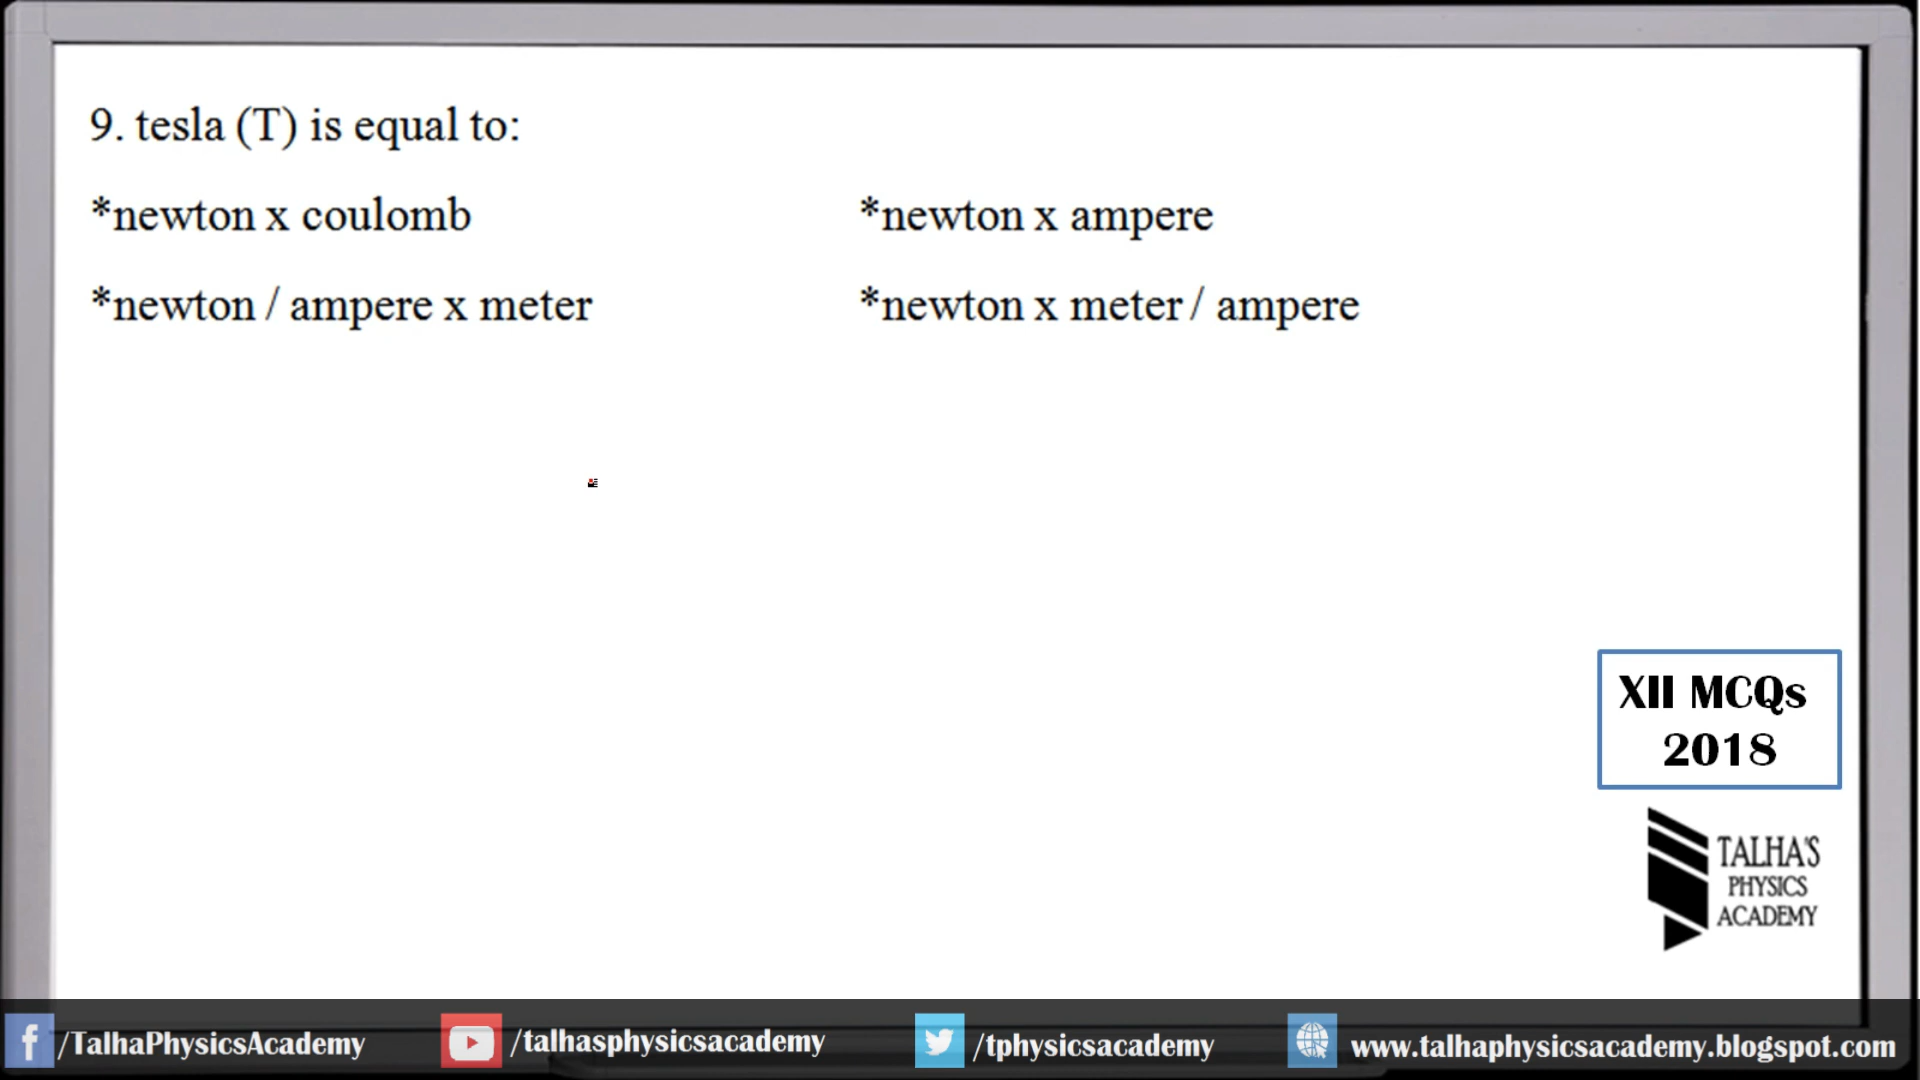 9. tesla (T) is equal to:
*newton x coulomb
*newton x ampere
*newton / ampere x meter
*newton x meter / ampere
XII MCQs
2018
TALHA'S
PHYSICS
ACADEMY
/TalhaPhysicsAcademy
/talhasphysicsacademy
/tphysicsacademy
www.talhaphysicsacademy.blogspot.com